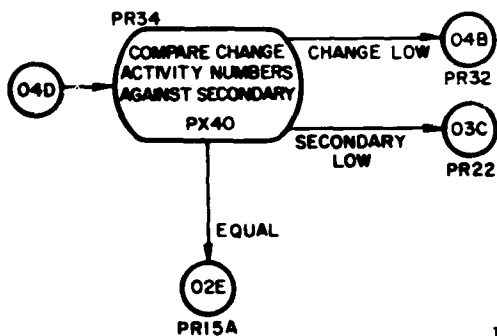 PR34
COMPARE CHANGE
ACTIVITY NUMBERS
AGAINST SECONDARY
PX40
04D
CHANGE LOW
04B
PR32
SECONDARY
LOW
03C
PR22
EQUAL
02E
PR15A